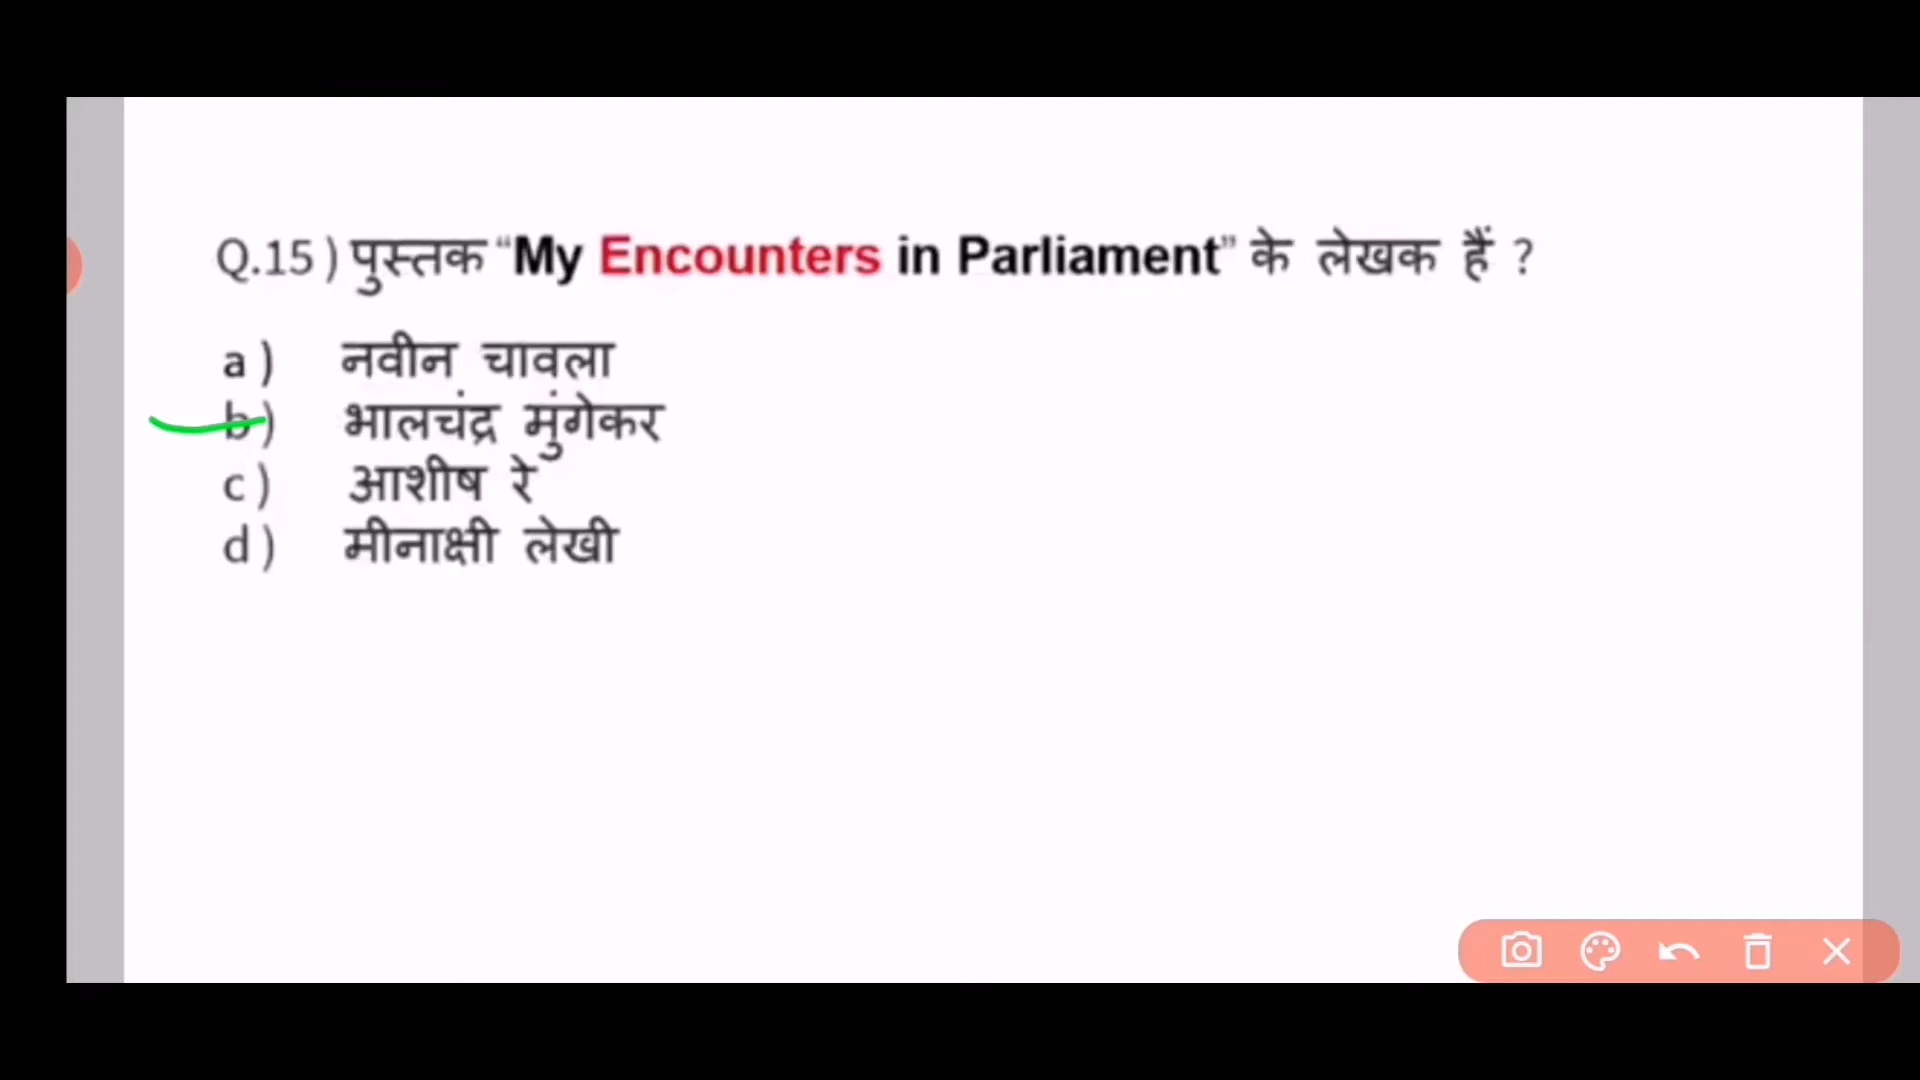 Q.15 ) पुस्तक “My Encounters in Parliament” के लेखक हैं ?
a ) नवीन चावला
b ) भालचंद्र मुंगेकर
c ) आशीष रे
d ) मीनाक्षी लेखी